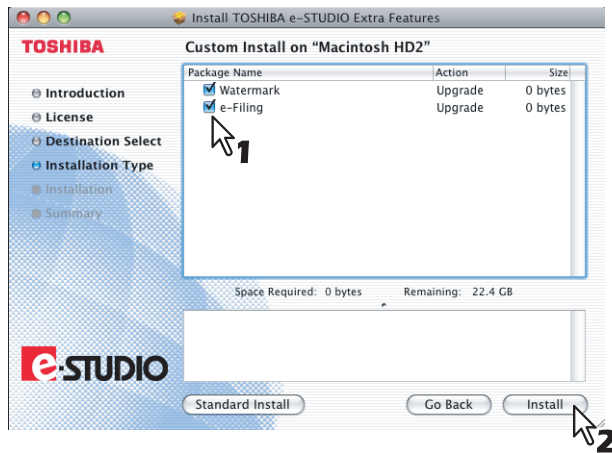 Install TOSHIBA e-STUDIO Extra Features
TOSHIBA
Custom Install on “Macintosh HD2”
Package Name Action Size
Watermark Upgrade 0 bytes
e-Filing Upgrade 0 bytes
1
Introduction
License
Destination Select
Installation Type
Installation
Summary
Space Required: 0 bytes Remaining: 22.4 GB
e-STUDIO
Standard Install Go Back Install
2